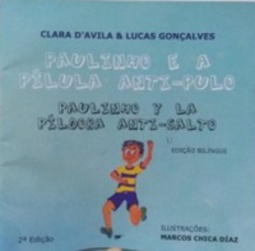 CLARA D'AVILA & LUCAS GONÇALVES
PAULINHO E A
PÍLULA ANTI-PULO
PAULINHO Y LA
PÍLDORA ANTI-SALTO
EDIÇÃO BILÍNGUE
2ª Edição
ILUSTRAÇÕES:
MARCOS CHICA DÍAZ